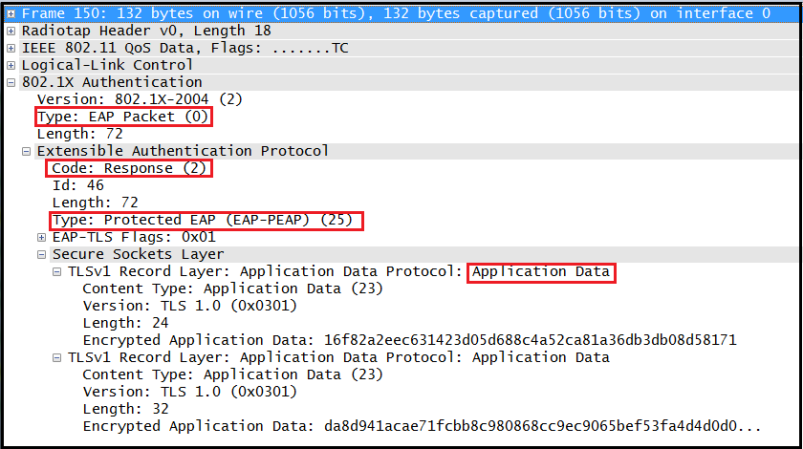 Frame 150: 132 bytes on wire (1056 bits), 132 bytes captured (1056 bits) on interface 0
Radiotap Header v0, Length 18
IEEE 802.11 QoS Data, Flags: .......TC
Logical-Link Control
802.1X Authentication
Version: 802.1X-2004 (2)
Type: EAP Packet (0)
Length: 72
Extensible Authentication Protocol
Code: Response (2)
Id: 46
Length: 72
Type: Protected EAP (EAP-PEAP) (25)
EAP-TLS Flags: 0x01
Secure Sockets Layer
TLSv1 Record Layer: Application Data Protocol: Application Data
Content Type: Application Data (23)
Version: TLS 1.0 (0x0301)
Length: 24
Encrypted Application Data: 16f82a2eec631423d05d688c4a52ca81a36db3db08d58171
TLSv1 Record Layer: Application Data Protocol: Application Data
Content Type: Application Data (23)
Version: TLS 1.0 (0x0301)
Length: 32
Encrypted Application Data: da8d941acae71fcbb8c980868cc9ec9065bef53fa4d4d0d0...